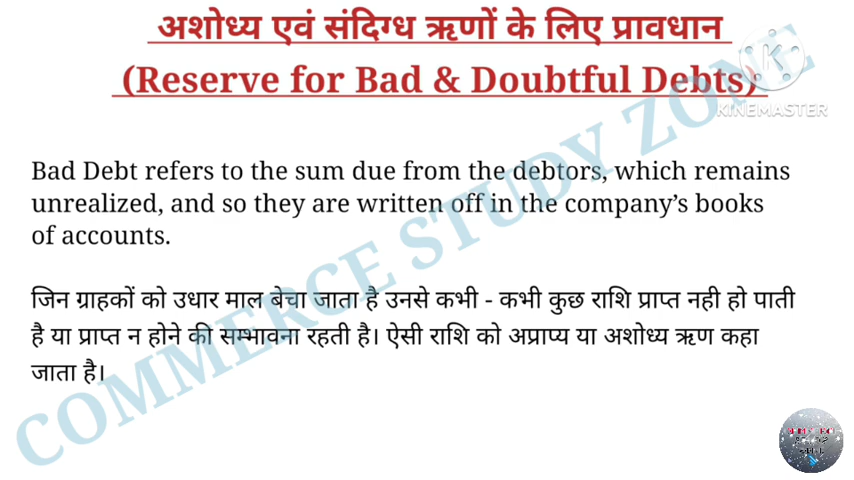 अशोध्य एवं संदिग्ध ऋणों के लिए प्रावधान
(Reserve for Bad & Doubtful Debts)
KINEMASTER
Bad Debt refers to the sum due from the debtors, which remains
unrealized, and so they are written off in the company’s books
of accounts.
जिन ग्राहकों को उधार माल बेचा जाता है उनसे कभी - कभी कुछ राशि प्राप्त नही हो पाती
है या प्राप्त न होने की सम्भावना रहती है। ऐसी राशि को अप्राप्य या अशोध्य ऋण कहा
जाता है।
COMMERCE STUDY ZONE